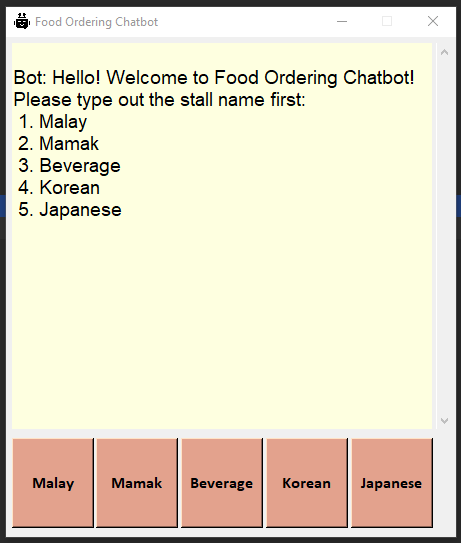 Food Ordering Chatbot
Bot: Hello! Welcome to Food Ordering Chatbot!
Please type out the stall name first:
1. Malay
2. Mamak
3. Beverage
4. Korean
5. Japanese
Malay
Mamak
Beverage
Korean
Japanese